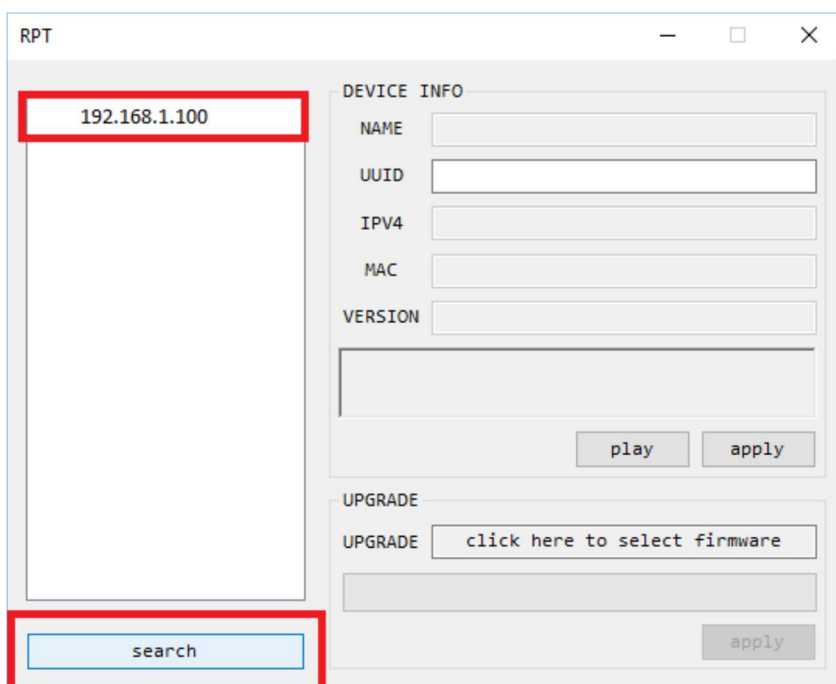 RPT
192.168.1.100
search
DEVICE INFO
NAME
UUID
IPV4
MAC
VERSION
play apply
UPGRADE
UPGRADE click here to select firmware
apply